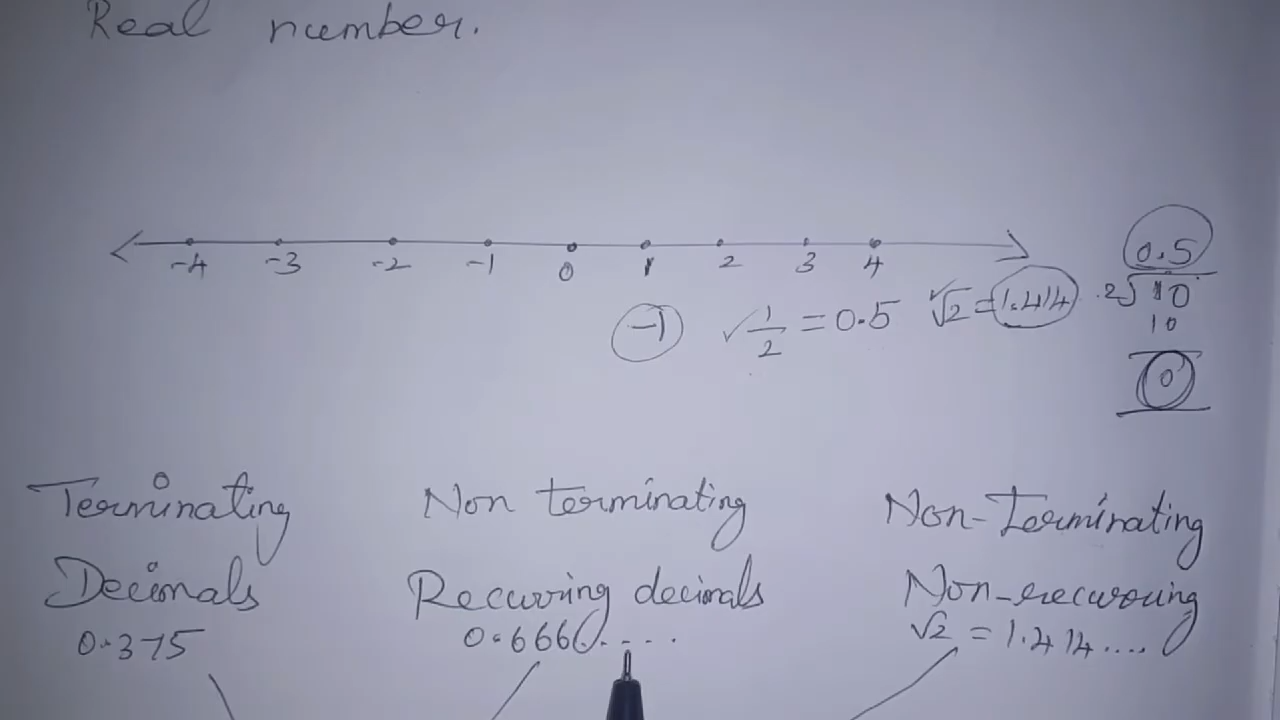 Real number.
-4 -3 -2 -1 0 1 2 3 4
-1 ✓ 1/2 = 0.5 √2 = 1.414
0.5
2 10
10
0
Terminating
Decimals
0.375
Non terminating
Recurring decimals
0.6660....
Non-Terminating
Non-recurring
√2 = 1.414....